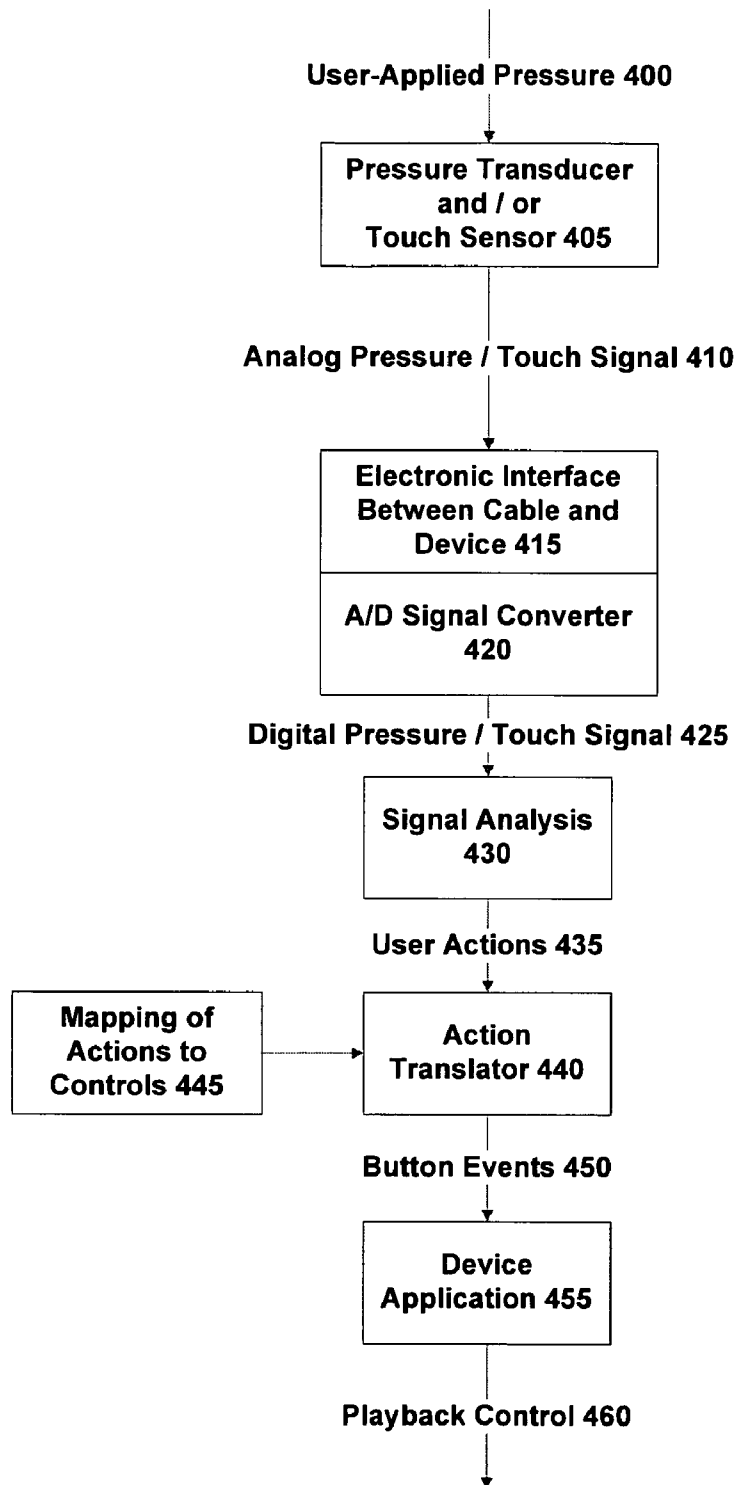 User-Applied Pressure 400
Pressure Transducer
and / or
Touch Sensor 405
Analog Pressure / Touch Signal 410
Electronic Interface
Between Cable and
Device 415
A/D Signal Converter
420
Digital Pressure / Touch Signal 425
Signal Analysis
430
User Actions 435
Mapping of
Actions to
Controls 445
Action
Translator 440
Button Events 450
Device
Application 455
Playback Control 460